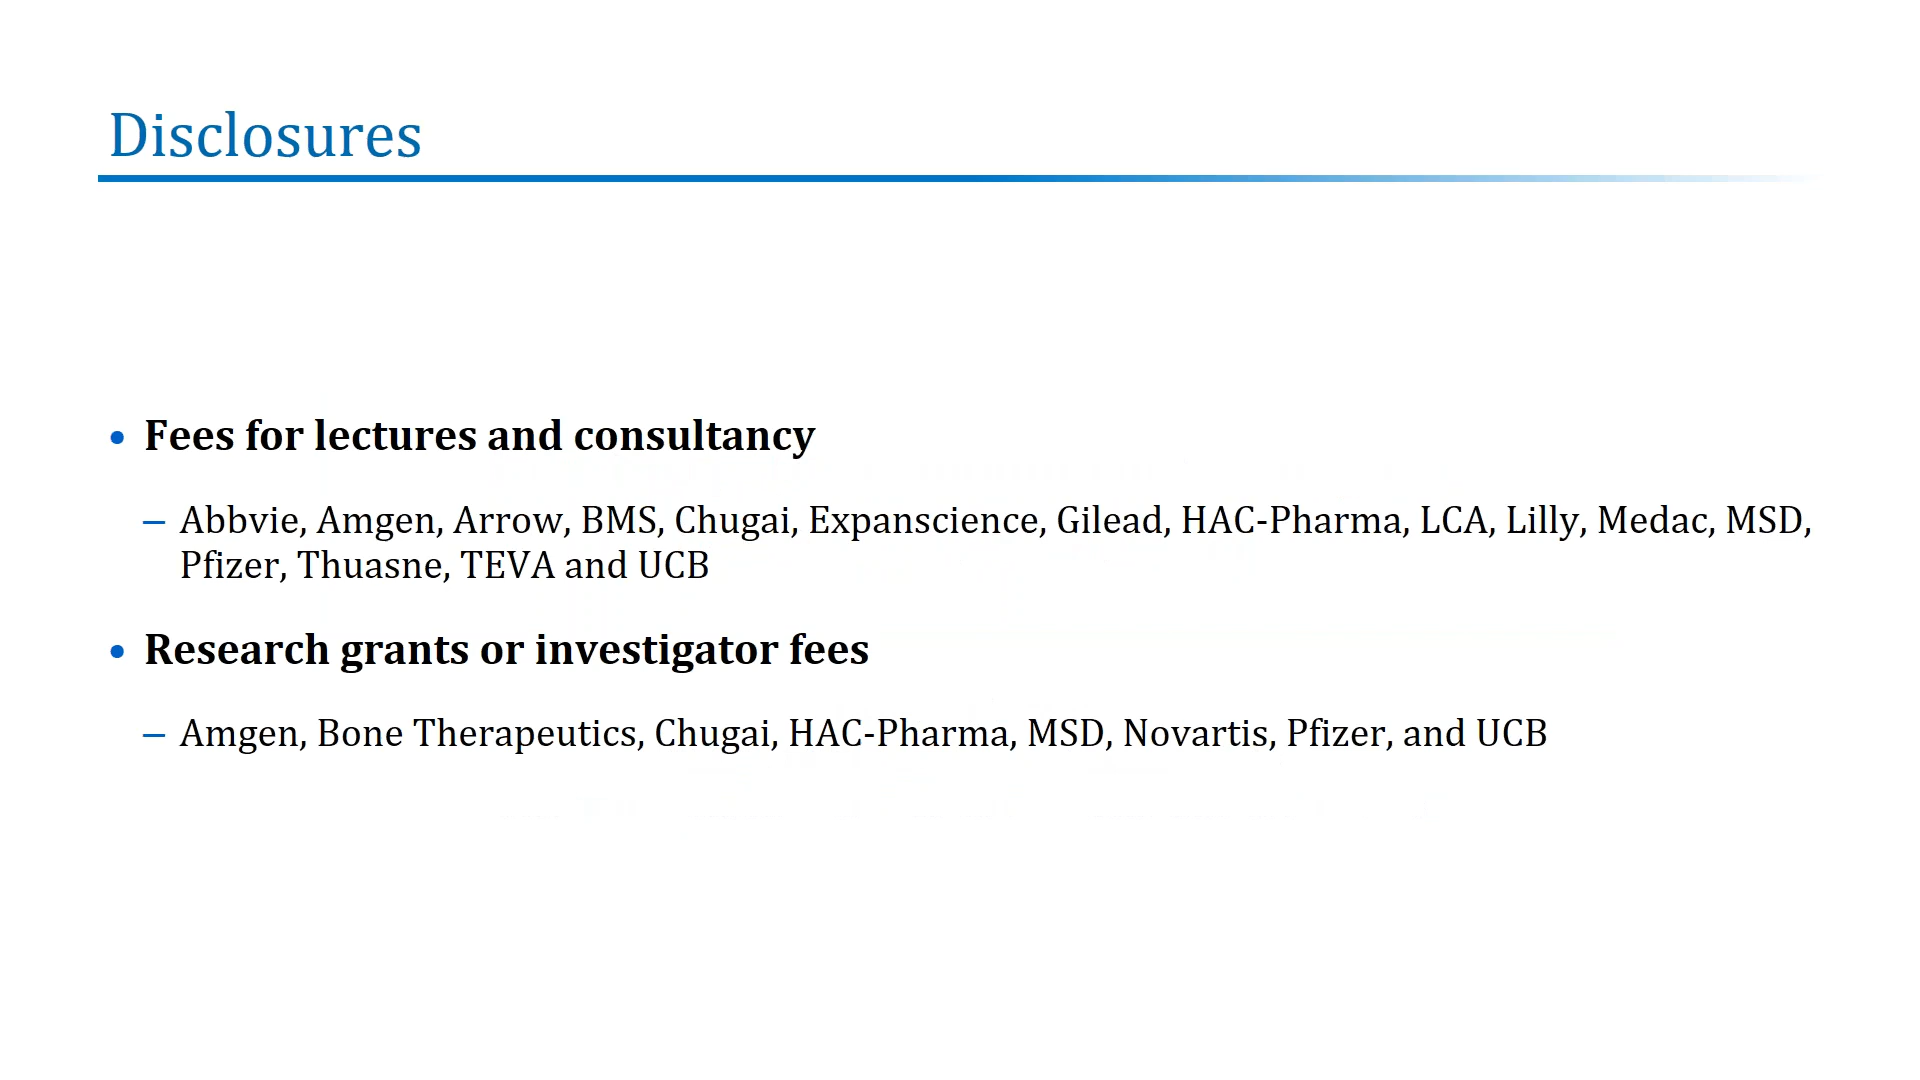 Disclosures
• Fees for lectures and consultancy
– Abbvie, Amgen, Arrow, BMS, Chugai, Expanscience, Gilead, HAC-Pharma, LCA, Lilly, Medac, MSD,
Pfizer, Thuasne, TEVA and UCB
• Research grants or investigator fees
– Amgen, Bone Therapeutics, Chugai, HAC-Pharma, MSD, Novartis, Pfizer, and UCB